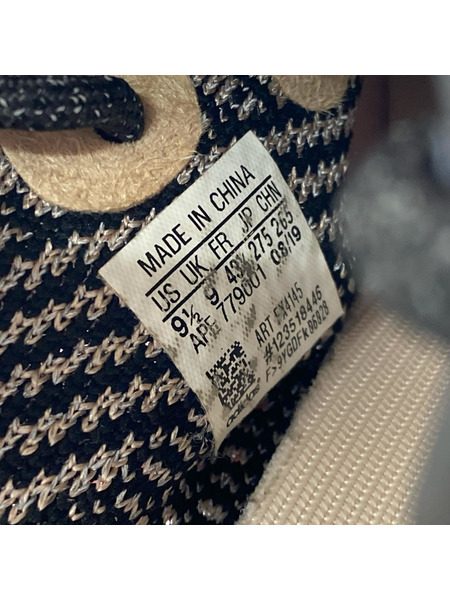 MADE IN CHINA
US UK FR JP CHN
9½ 9 43⅓ 275 265
APE 779001 08/19
ART FX4145
#123518446
F>9YGDFK06928
adidas